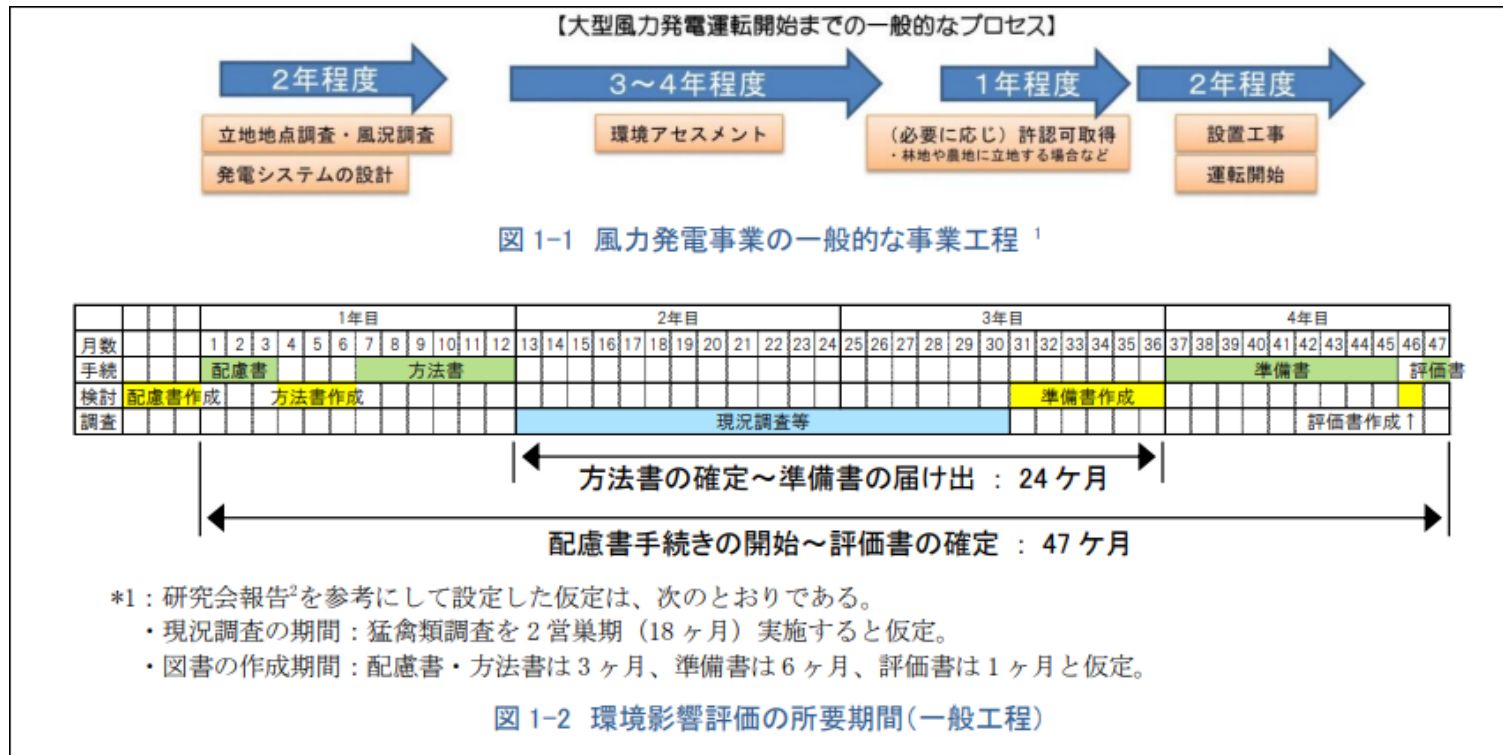 【大型風力発電運転開始までの一般的なプロセス】
2年程度
3～4年程度
1年程度
2年程度
立地地点調査・風況調査
発電システムの設計
環境アセスメント
（必要に応じ）許認可取得
・林地や農地に立地する場合など
設置工事
運転開始
図 1-1 風力発電事業の一般的な事業工程 1
1年目 2年目 3年目 4年目
月数 1 2 3 4 5 6 7 8 9 10 11 12 13 14 15 16 17 18 19 20 21 22 23 24 25 26 27 28 29 30 31 32 33 34 35 36 37 38 39 40 41 42 43 44 45 46 47
手続 配慮書 方法書 準備書 評価書
検討 配慮書作成 方法書作成 準備書作成
調査 現況調査等 評価書作成↑
方法書の確定～準備書の届け出 ： 24 ケ月
配慮書手続きの開始～評価書の確定 ： 47 ケ月
*1：研究会報告2を参考にして設定した仮定は、次のとおりである。
・現況調査の期間：猛禽類調査を 2 営巣期（18 ヶ月）実施すると仮定。
・図書の作成期間：配慮書・方法書は 3 ヶ月、準備書は 6 ヶ月、評価書は 1 ヶ月と仮定。
図 1-2 環境影響評価の所要期間（一般工程）